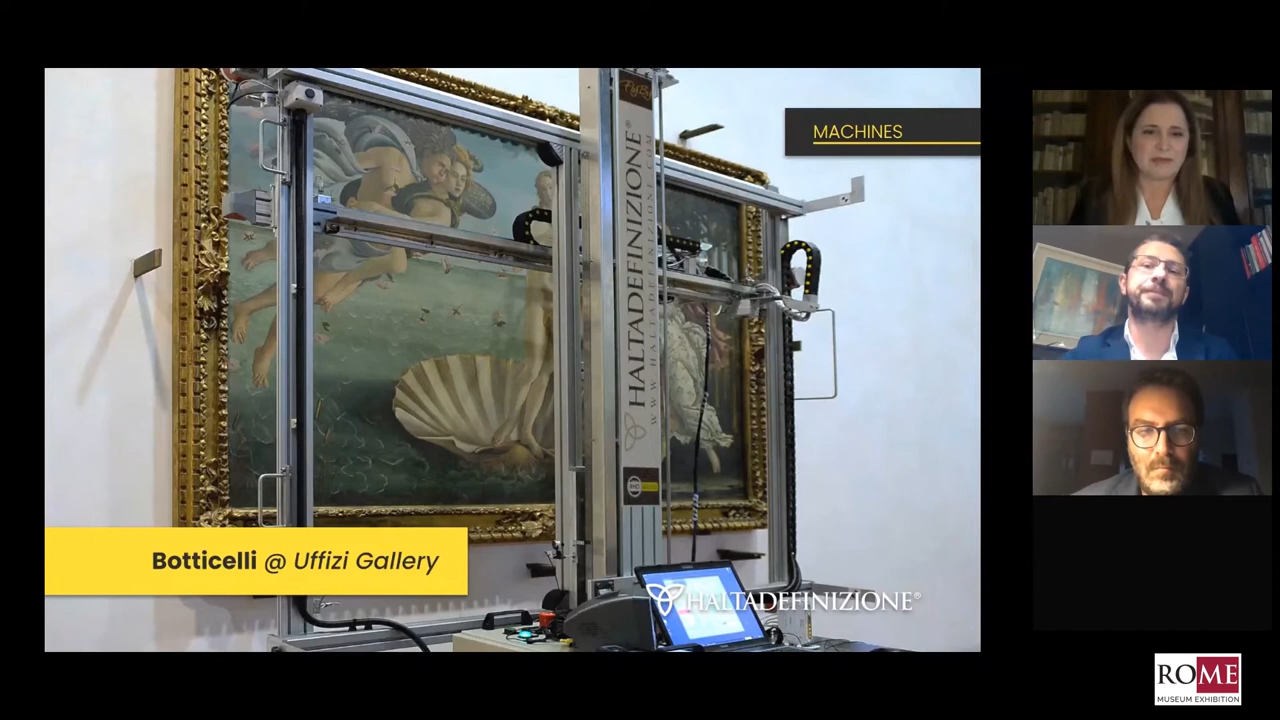 MACHINES
HALTADEFINIZIONE®
WWW.HALTADEFINIZIONE.COM
Botticelli @ Uffizi Gallery
HALTADEFINIZIONE®
ROME
MUSEUM EXHIBITION